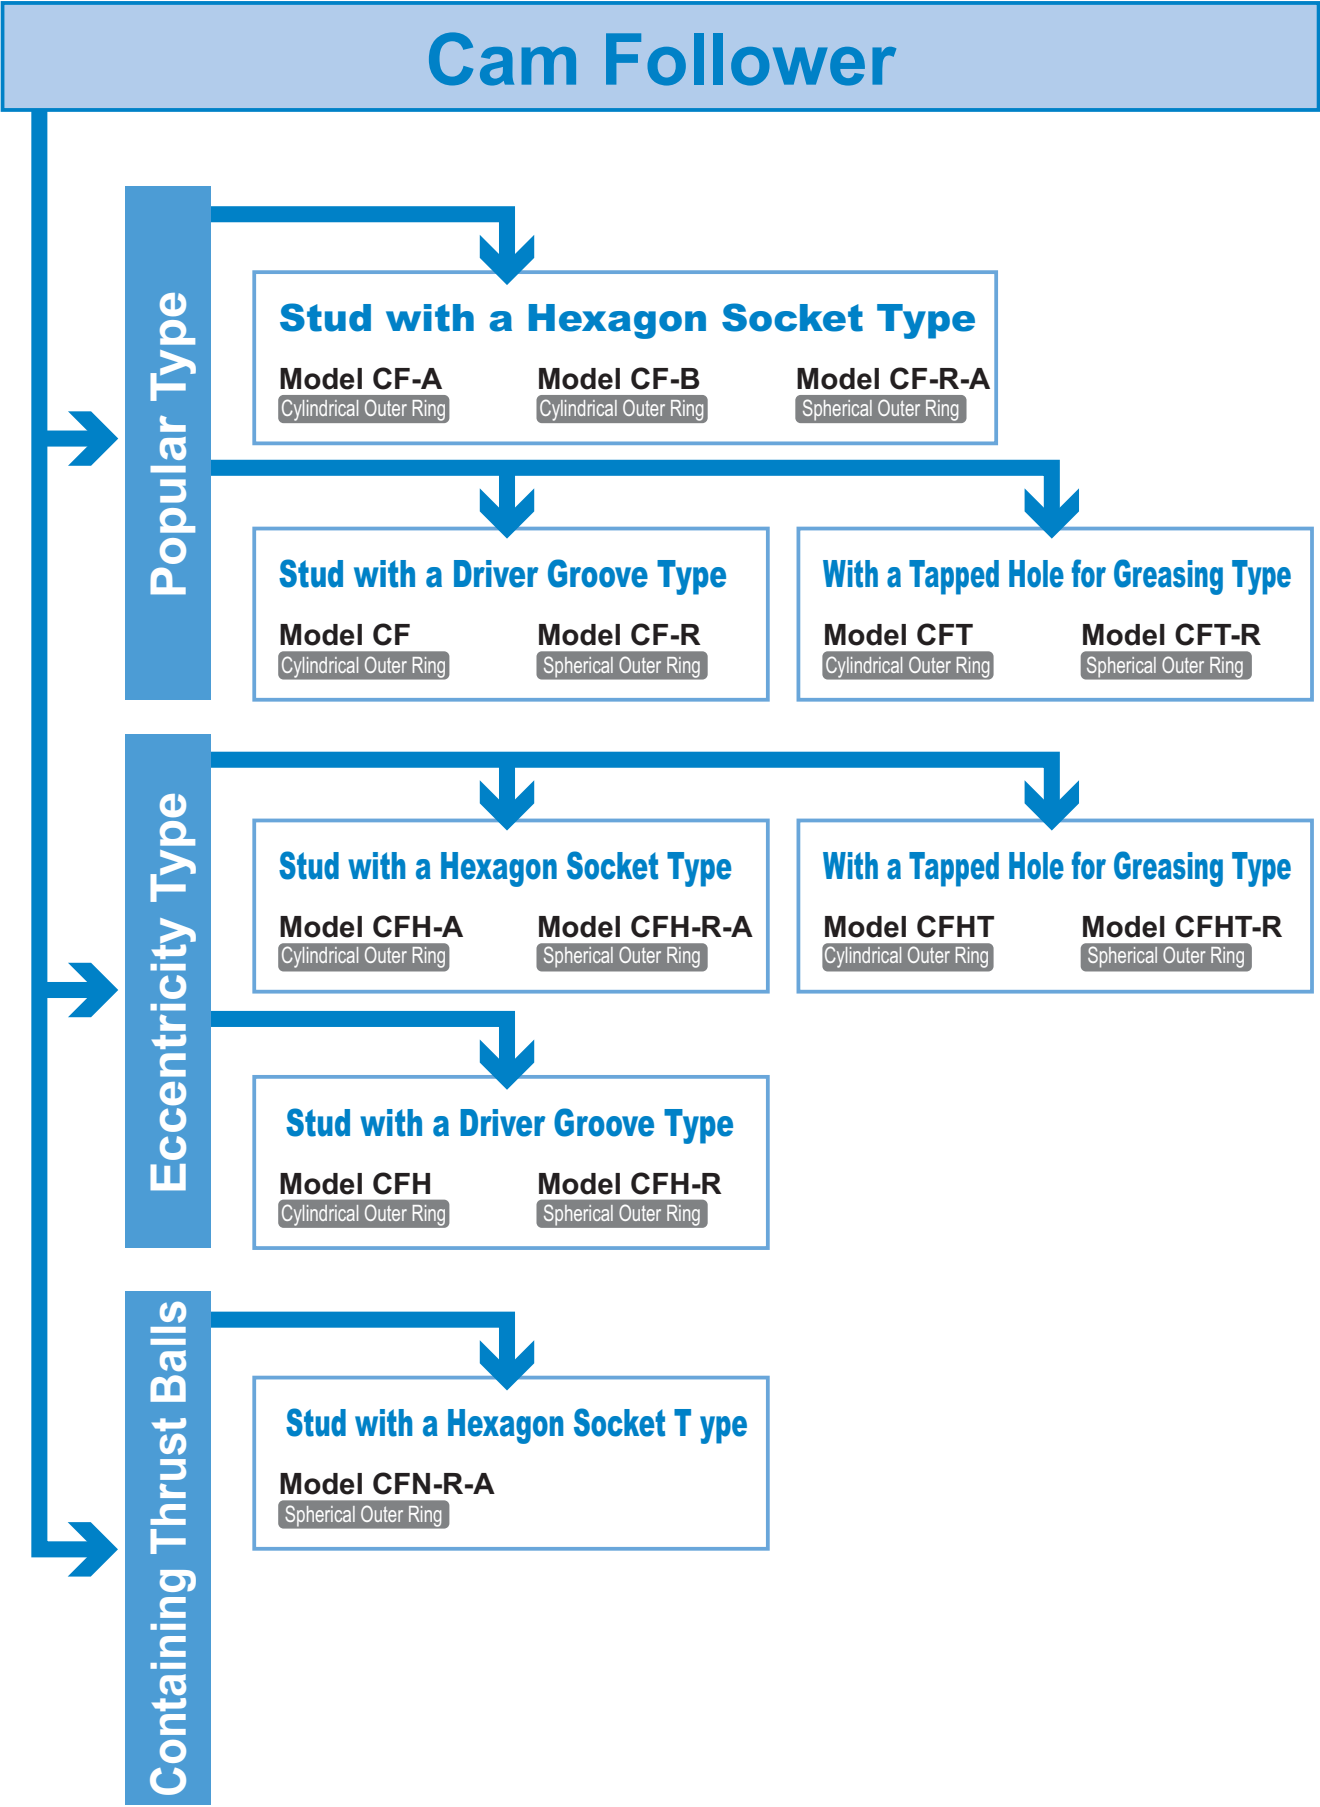 Cam Follower
Popular Type
Stud with a Hexagon Socket Type
Model CF-A
Cylindrical Outer Ring
Model CF-B
Cylindrical Outer Ring
Model CF-R-A
Spherical Outer Ring
Stud with a Driver Groove Type
Model CF
Cylindrical Outer Ring
Model CF-R
Spherical Outer Ring
With a Tapped Hole for Greasing Type
Model CFT
Cylindrical Outer Ring
Model CFT-R
Spherical Outer Ring
Eccentricity Type
Stud with a Hexagon Socket Type
Model CFH-A
Cylindrical Outer Ring
Model CFH-R-A
Spherical Outer Ring
With a Tapped Hole for Greasing Type
Model CFHT
Cylindrical Outer Ring
Model CFHT-R
Spherical Outer Ring
Stud with a Driver Groove Type
Model CFH
Cylindrical Outer Ring
Model CFH-R
Spherical Outer Ring
Containing Thrust Balls
Stud with a Hexagon Socket T ype
Model CFN-R-A
Spherical Outer Ring